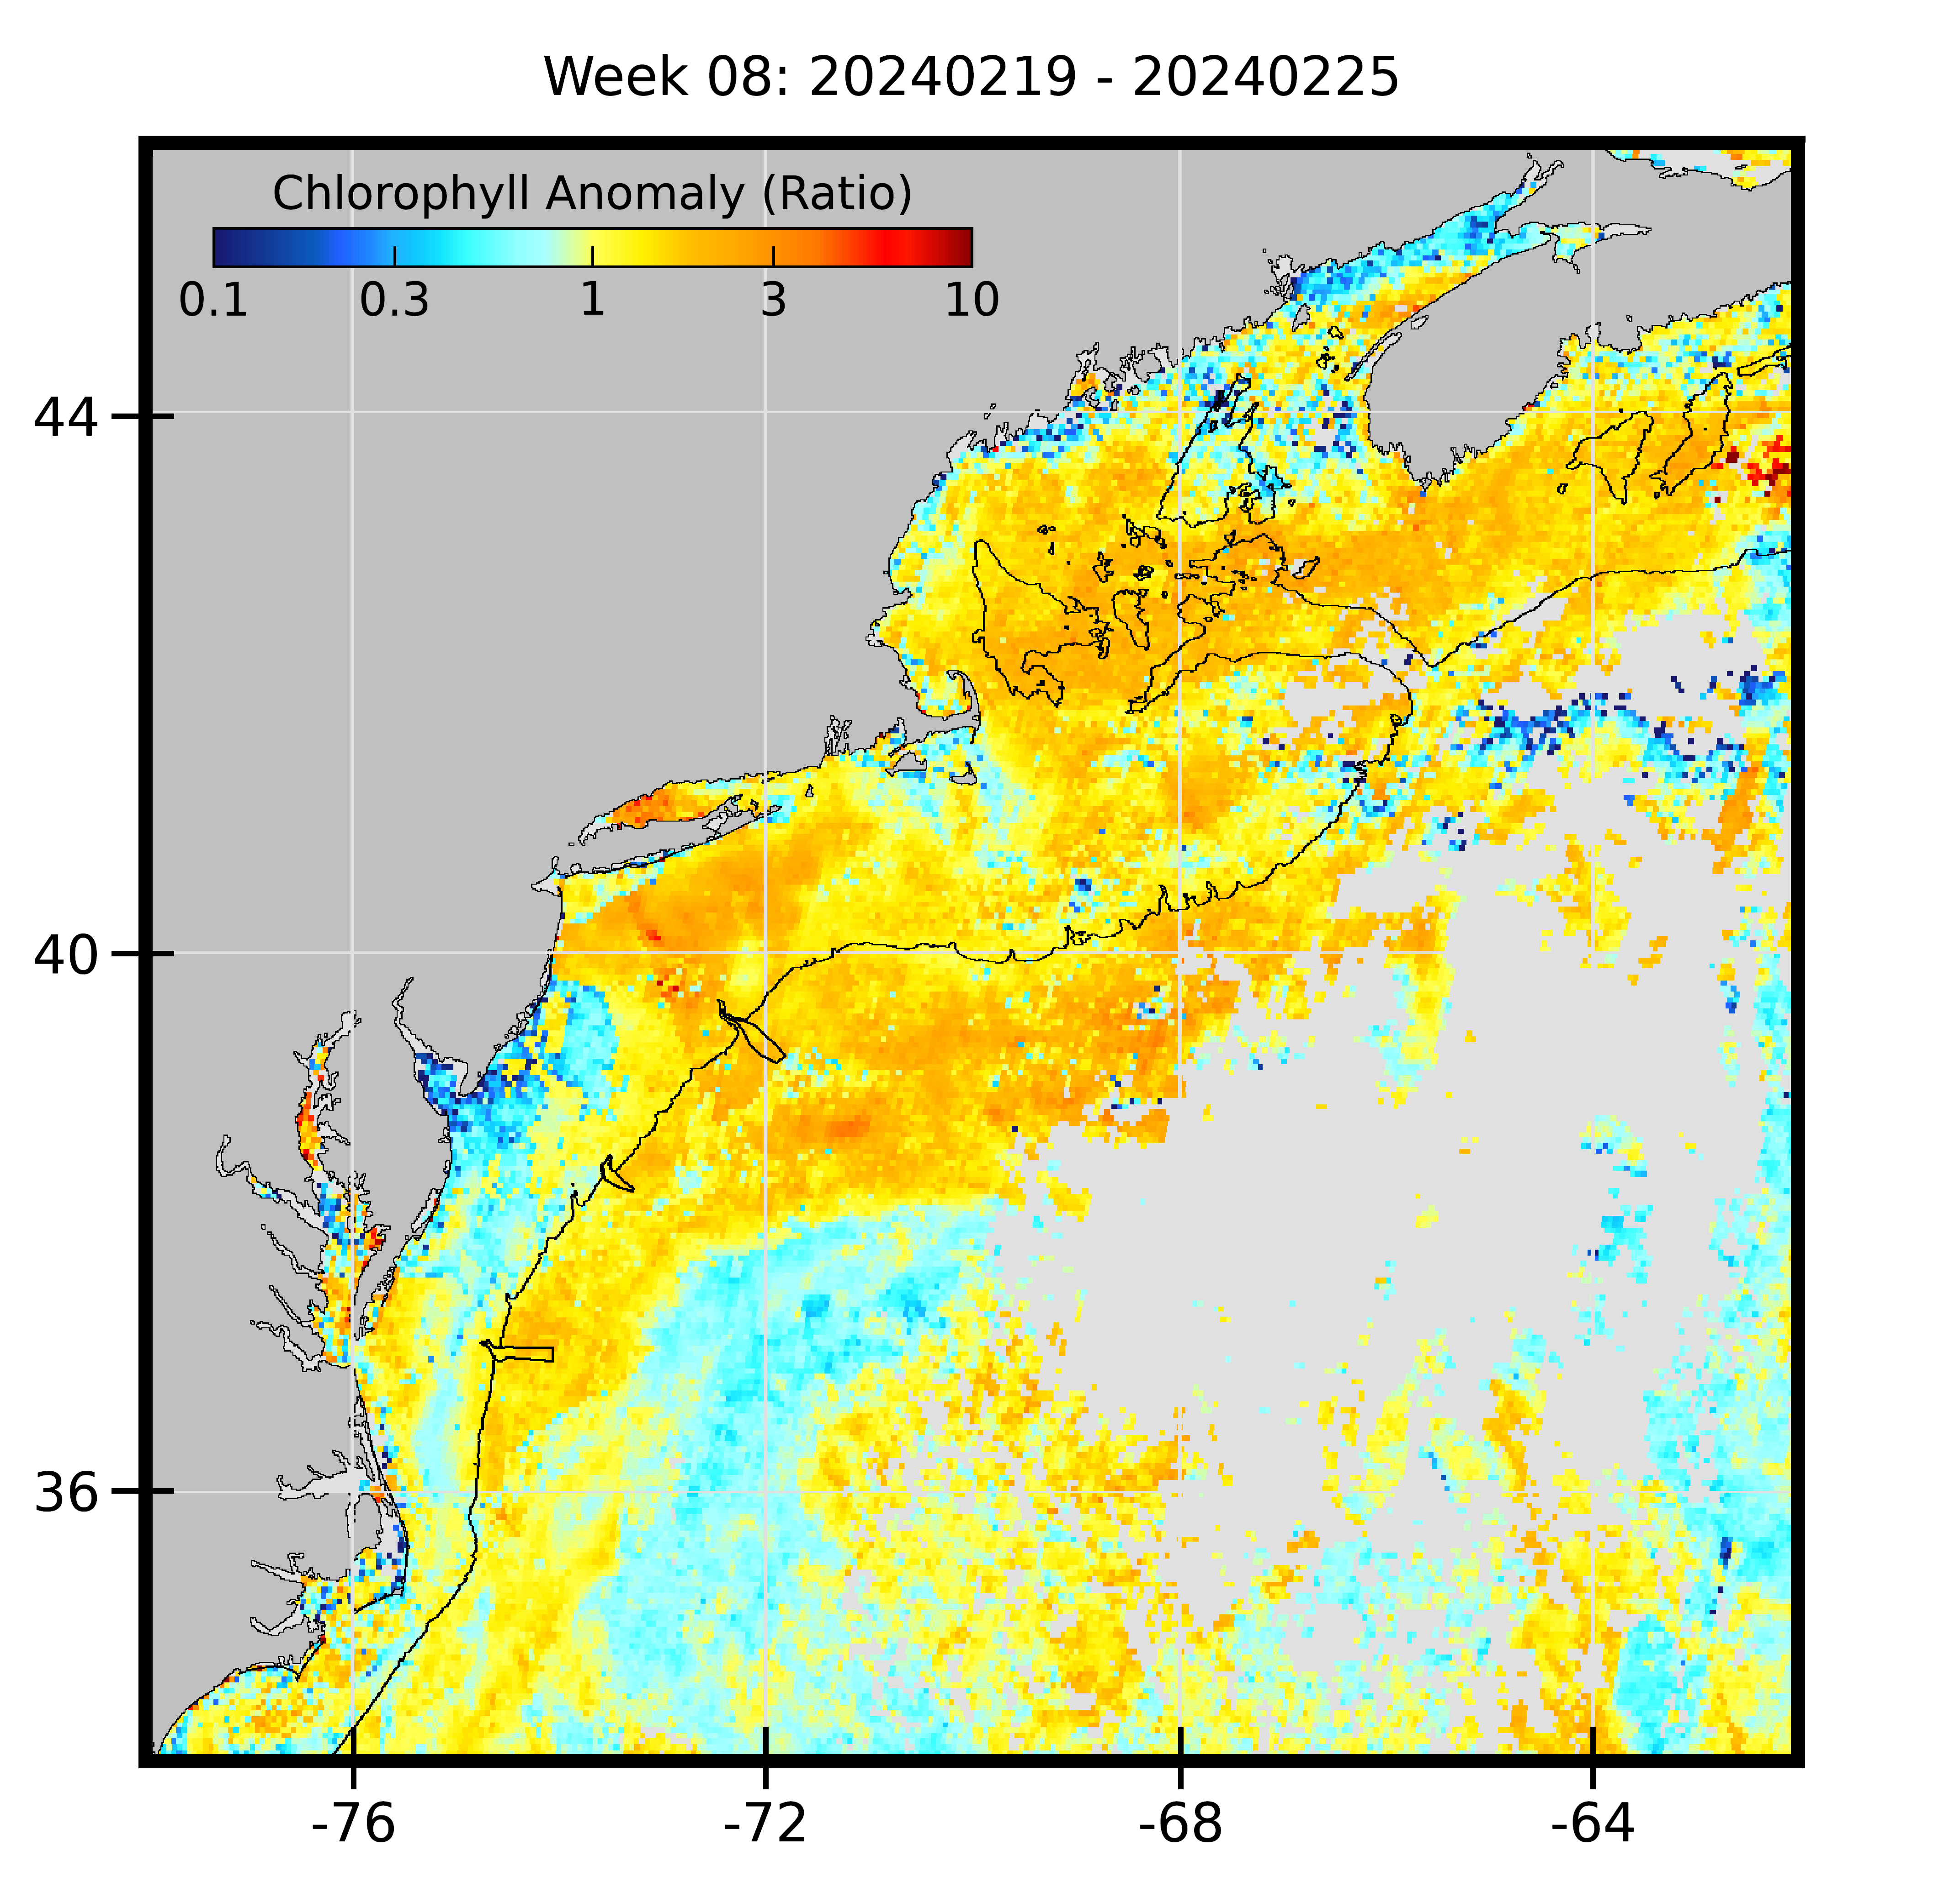 Week 08: 20240219 - 20240225
Chlorophyll Anomaly (Ratio)
0.1 0.3 1 3 10
44
40
36
-76 -72 -68 -64